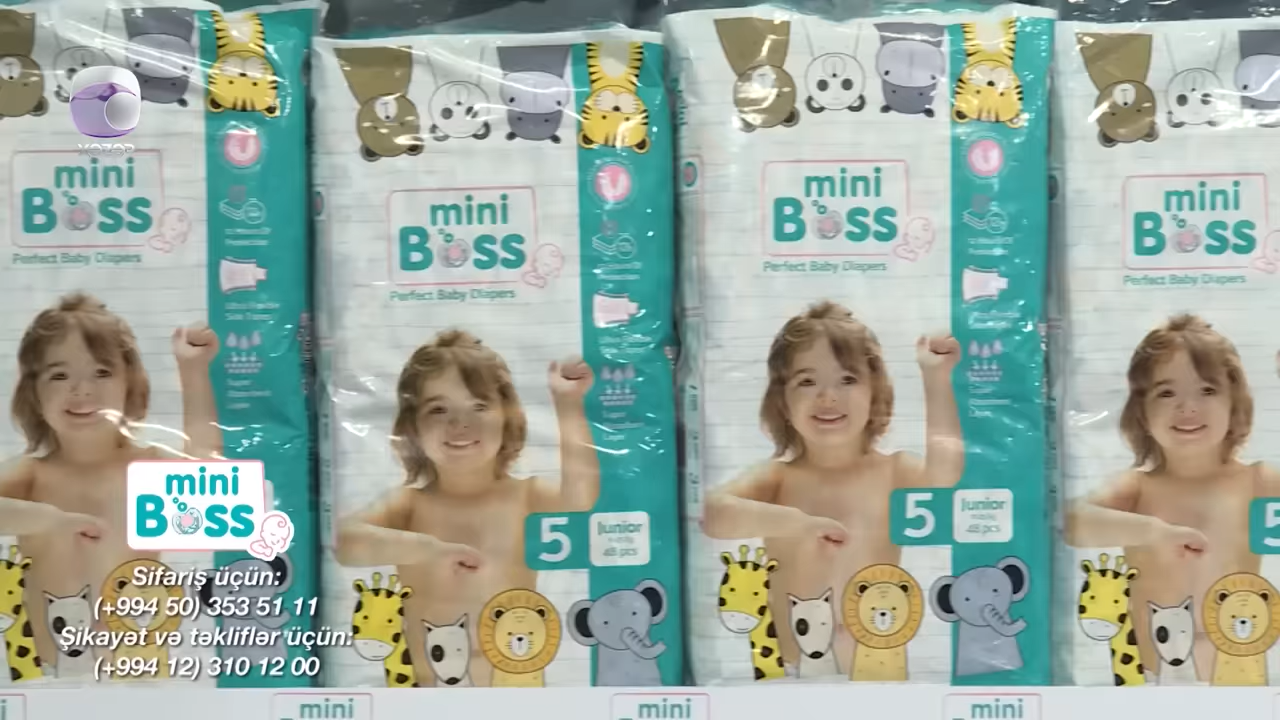 XƏZƏR
mini
Boss
Perfect Baby Diapers
mini
Boss
Perfect Baby Diapers
5
Junior
48 pcs
mini
Boss
Perfect Baby Diapers
5
Junior
48 pcs
mini
Boss
Perfect Baby Diapers
5
mini
Boss
Sifariş üçün:
(+994 50) 353 51 11
Şikayət və təkliflər üçün:
(+994 12) 310 12 00
mini
mini
mini